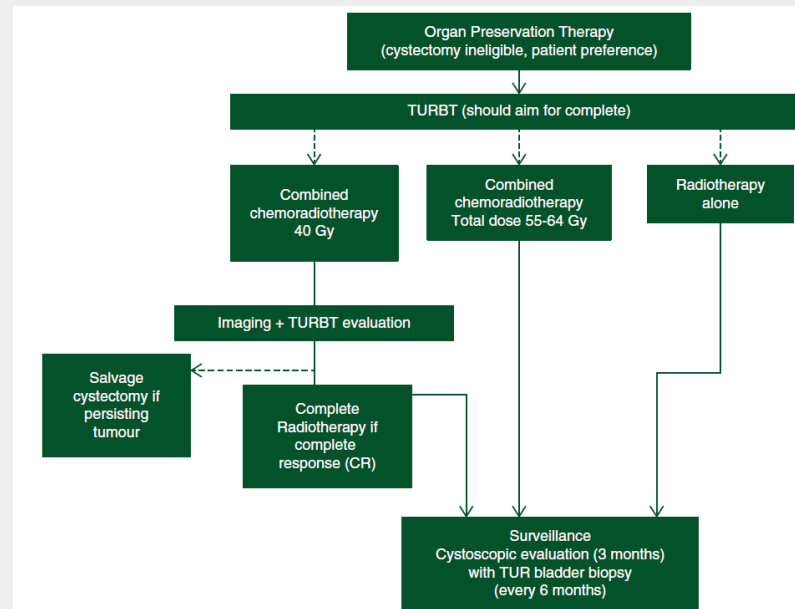 Organ Preservation Therapy
(cystectomy ineligible, patient preference)
TURBT (should aim for complete)
Combined
chemoradiotherapy
40 Gy
Combined
chemoradiotherapy
Total dose 55-64 Gy
Radiotherapy
alone
Imaging + TURBT evaluation
Salvage
cystectomy if
persisting
tumour
Complete
Radiotherapy if
complete
response (CR)
Surveillance
Cystoscopic evaluation (3 months)
with TUR bladder biopsy
(every 6 months)